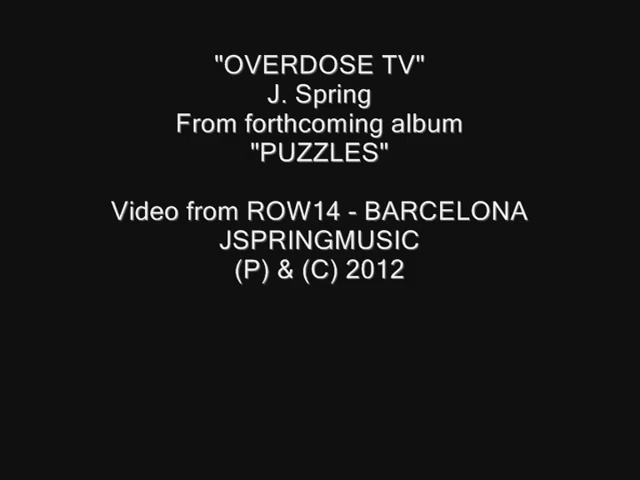 "OVERDOSE TV"
J. Spring
From forthcoming album
"PUZZLES"
Video from ROW14 - BARCELONA
JSPRINGMUSIC
(P) & (C) 2012